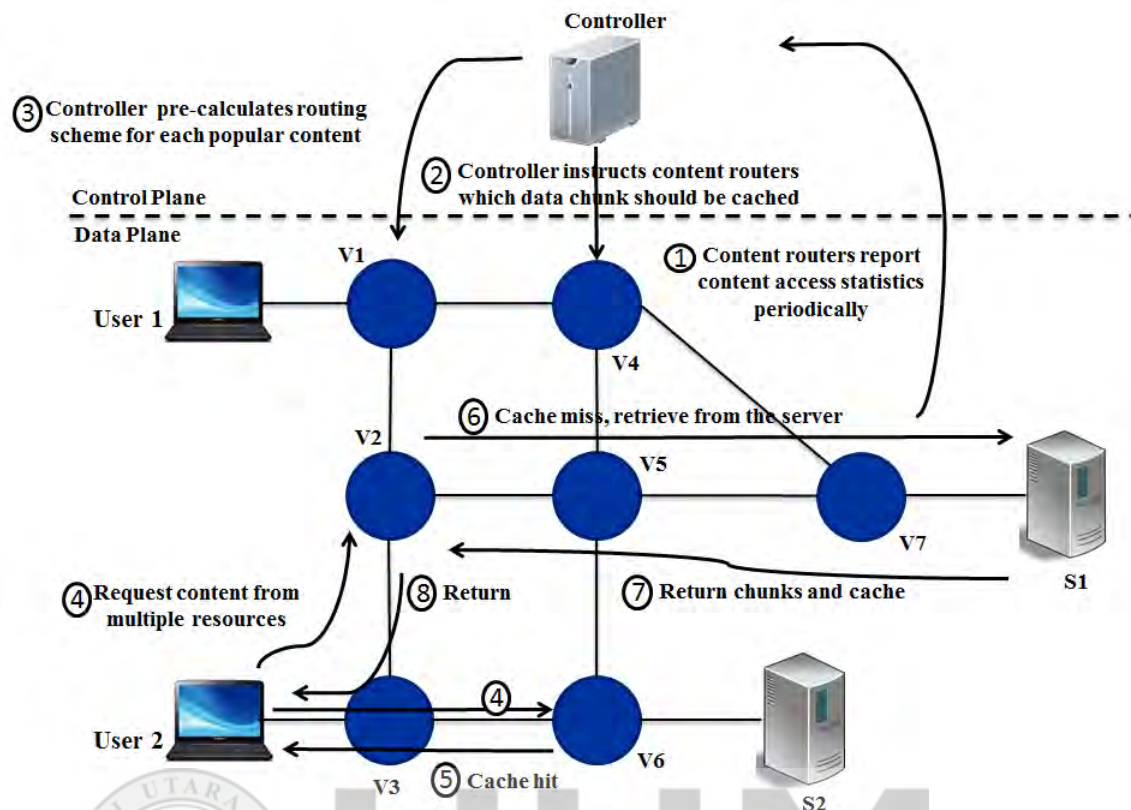 Controller
③ Controller pre-calculates routing
scheme for each popular content
② Controller instructs content routers
which data chunk should be cached
Control Plane
Data Plane
V1
① Content routers report
content access statistics
periodically
User 1
V4
⑥ Cache miss, retrieve from the server
V2
V5
V7
S1
④ Request content from
multiple resources
⑧ Return
⑦ Return chunks and cache
④
User 2
V6
V3
⑤ Cache hit
S2
UTARA